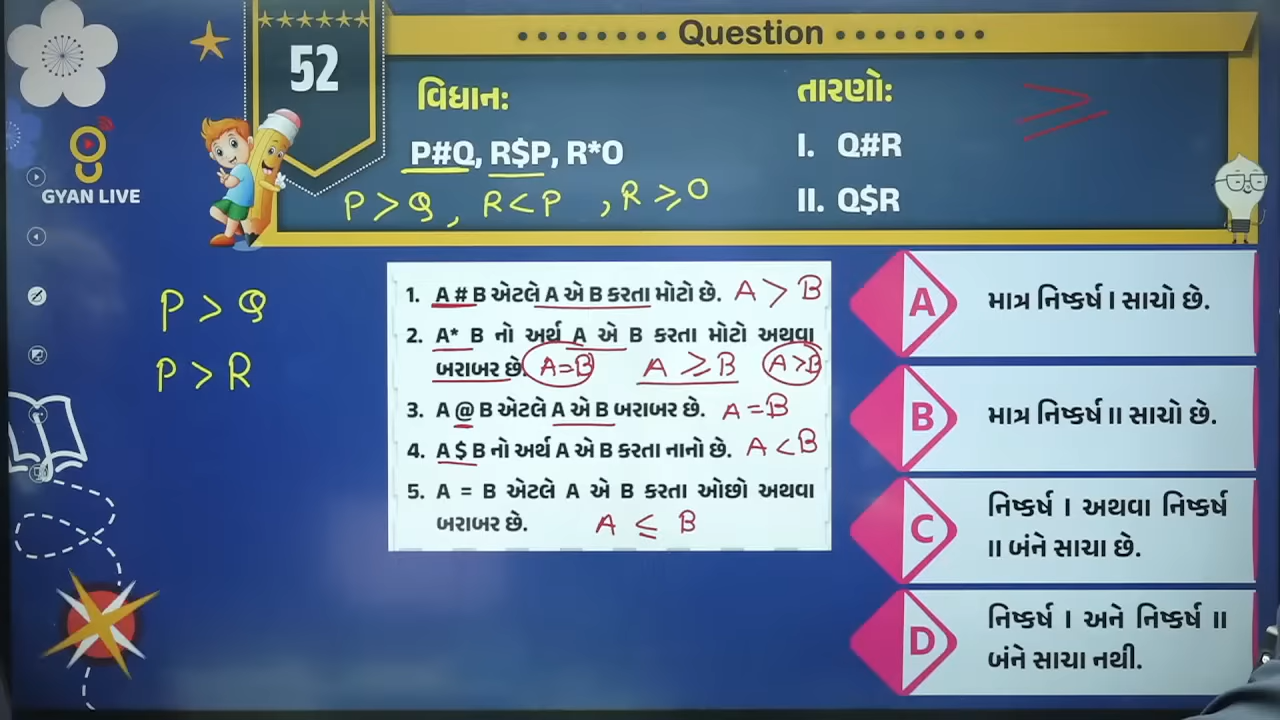 Question
52
વિધાન:
P#Q, R$P, R*O
P > Q, R < P, R ⩾ O
તારણો:
I. Q#R
II. Q$R
GYAN LIVE
P > Q
P > R
1. A # B એટલે A એ B કરતા મોટો છે. A > B
2. A* B નો અર્થ A એ B કરતા મોટો અથવા
બરાબર છે. A=B A ⩾ B A>B
3. A @ B એટલે A એ B બરાબર છે. A=B
4. A $ B નો અર્થ A એ B કરતા નાનો છે. A < B
5. A = B એટલે A એ B કરતા ઓછો અથવા
બરાબર છે. A ⩽ B
A માત્ર નિષ્કર્ષ I સાચો છે.
B માત્ર નિષ્કર્ષ II સાચો છે.
C નિષ્કર્ષ I અથવા નિષ્કર્ષ
II બંને સાચા છે.
D નિષ્કર્ષ I અને નિષ્કર્ષ II
બંને સાચા નથી.